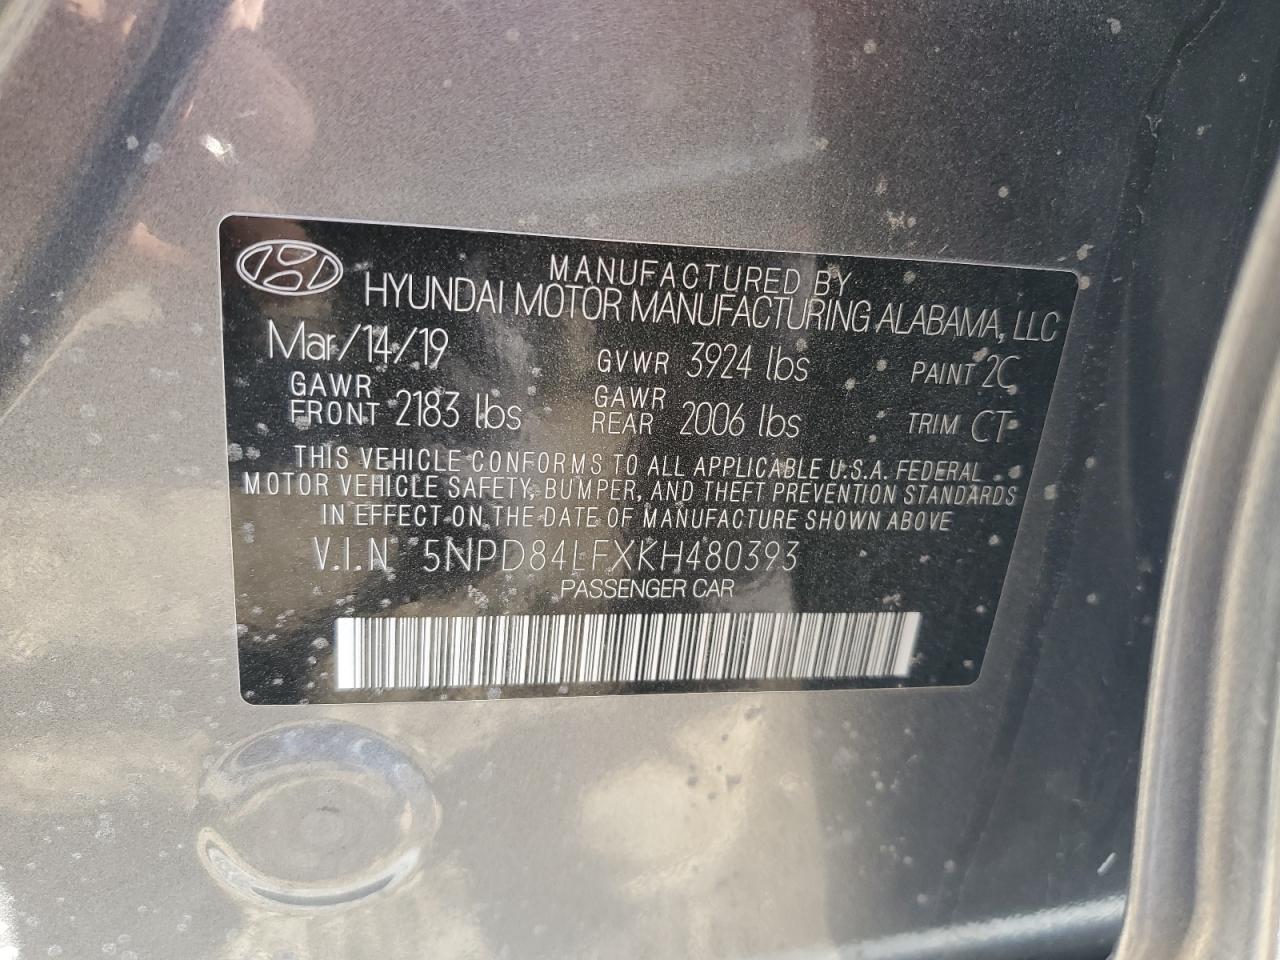 MANUFACTURED BY
HYUNDAI MOTOR MANUFACTURING ALABAMA, LLC
Mar/14/19 GVWR 3924 lbs PAINT 2C
GAWR FRONT 2183 lbs GAWR REAR 2006 lbs TRIM CT
THIS VEHICLE CONFORMS TO ALL APPLICABLE U.S.A. FEDERAL
MOTOR VEHICLE SAFETY, BUMPER, AND THEFT PREVENTION STANDARDS
IN EFFECT ON THE DATE OF MANUFACTURE SHOWN ABOVE
V.I.N 5NPD84LFXKH480393
PASSENGER CAR